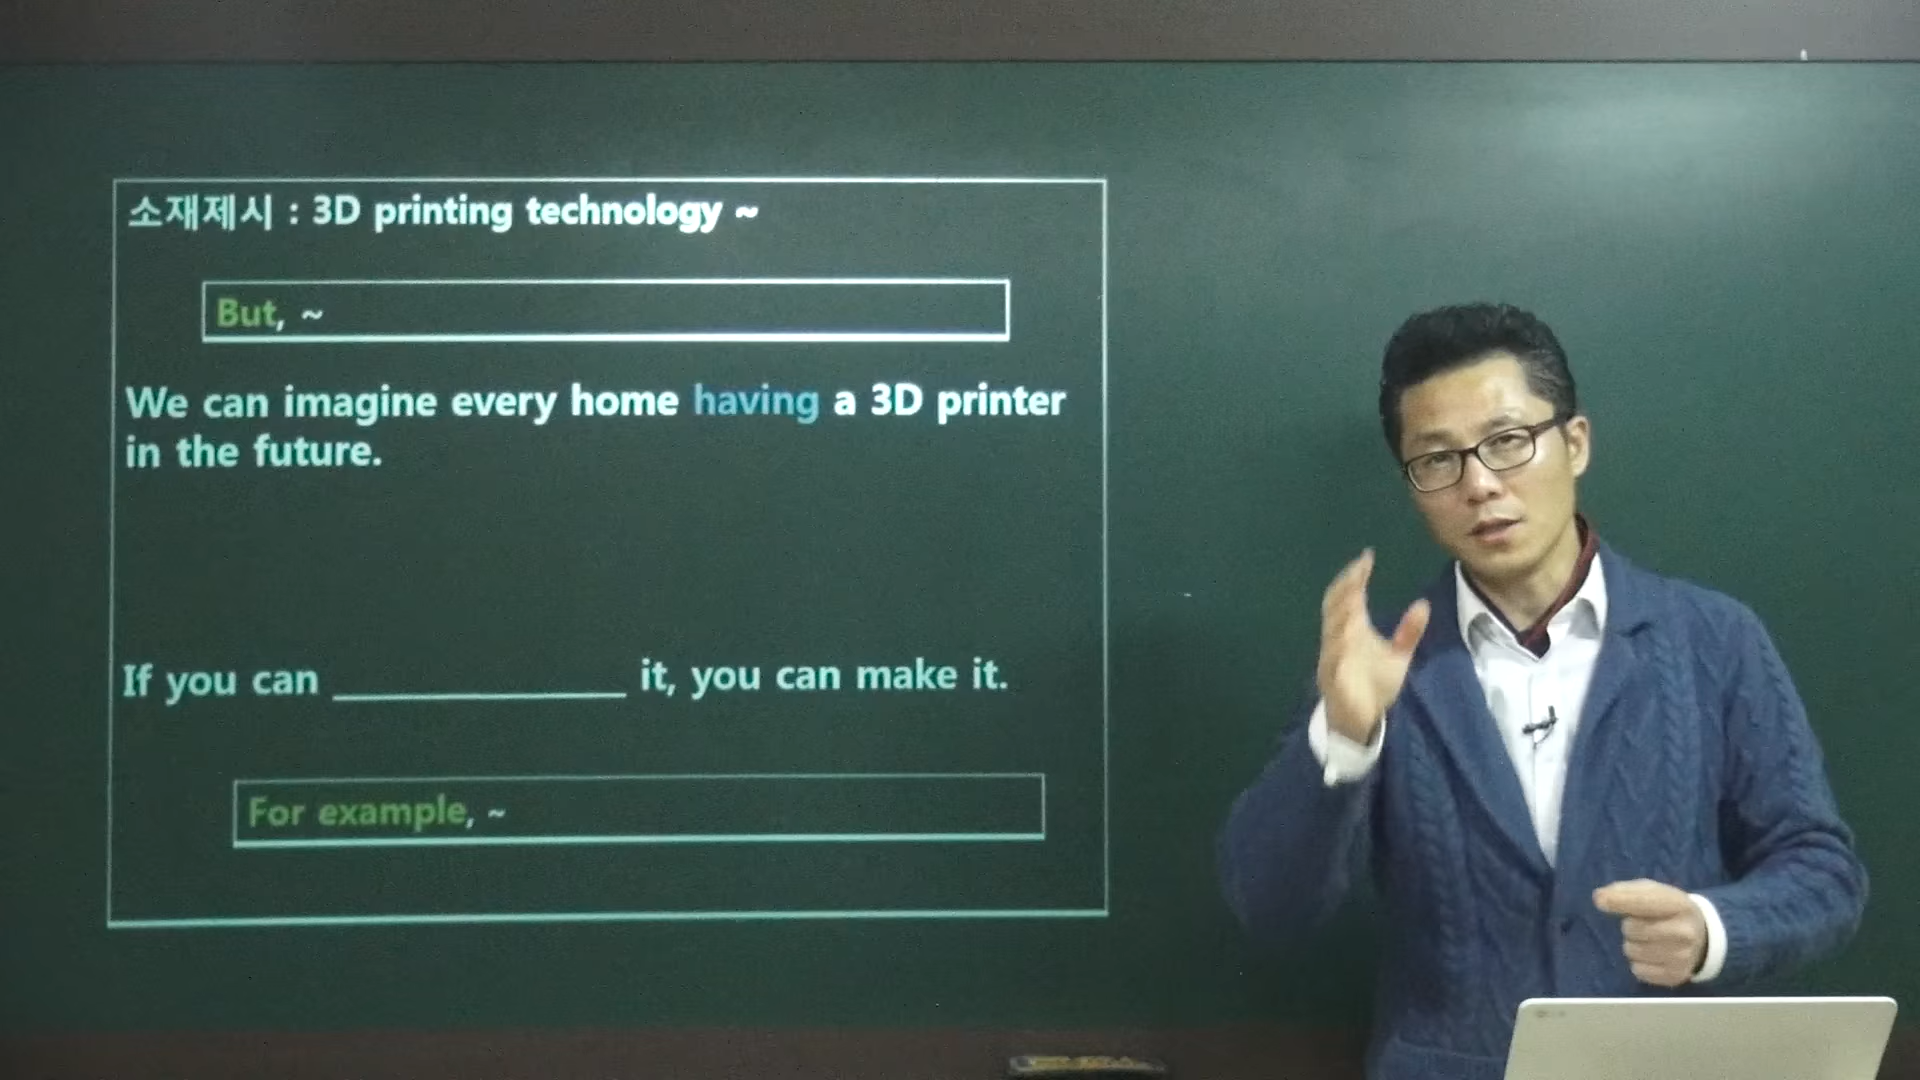 소재제시 : 3D printing technology ~
But, ~
We can imagine every home having a 3D printer
in the future.
If you can ____________ it, you can make it.
For example, ~